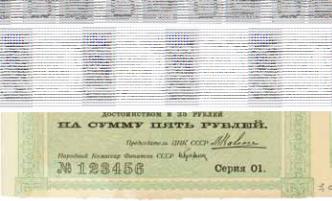 ДОСТОИНСТВОМ В 25 РУБЛЕЙ
НА СУММУ ПЯТЬ РУБЛЕЙ.
Председатель ЦИК СССР
Народный Комиссар Финансов СССР
№ 123456 Серия 01.